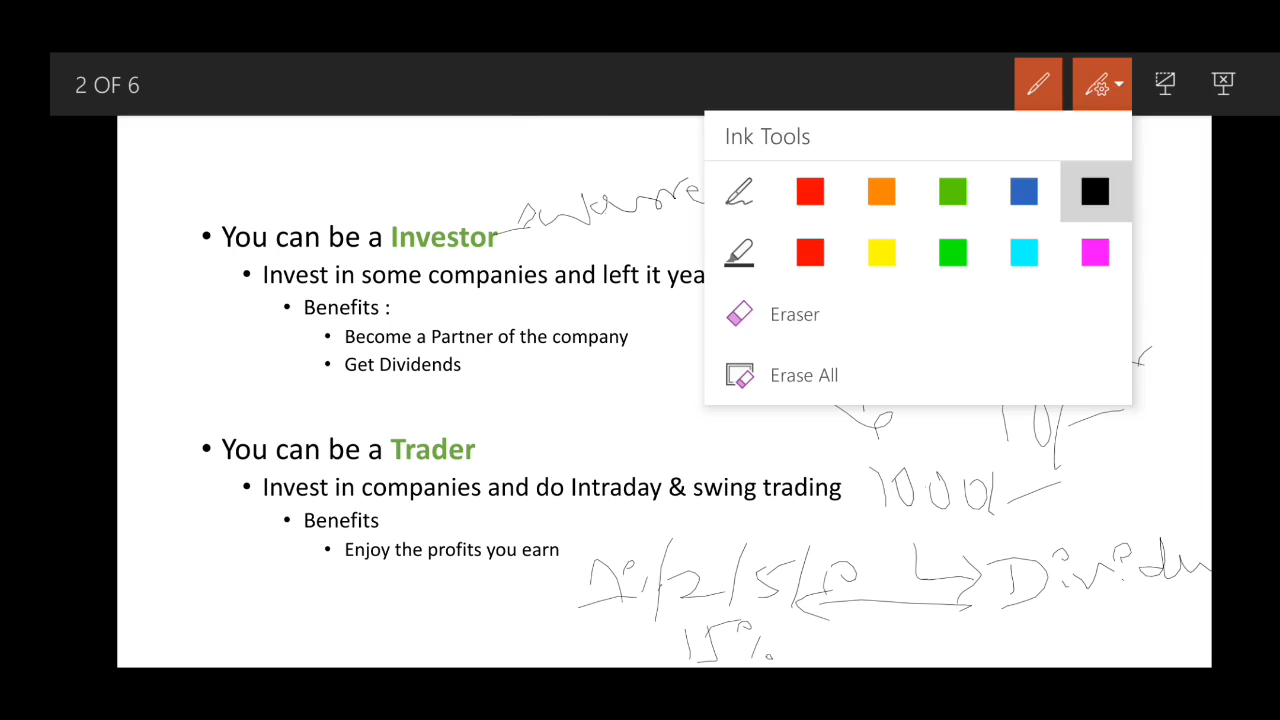 2 OF 6
Ink Tools
• You can be a Investor
• Invest in some companies and left it yea
• Benefits :
• Become a Partner of the company
• Get Dividends
Eraser
Erase All
• You can be a Trader
• Invest in companies and do Intraday & swing trading
1000/-
• Benefits
• Enjoy the profits you earn
15%